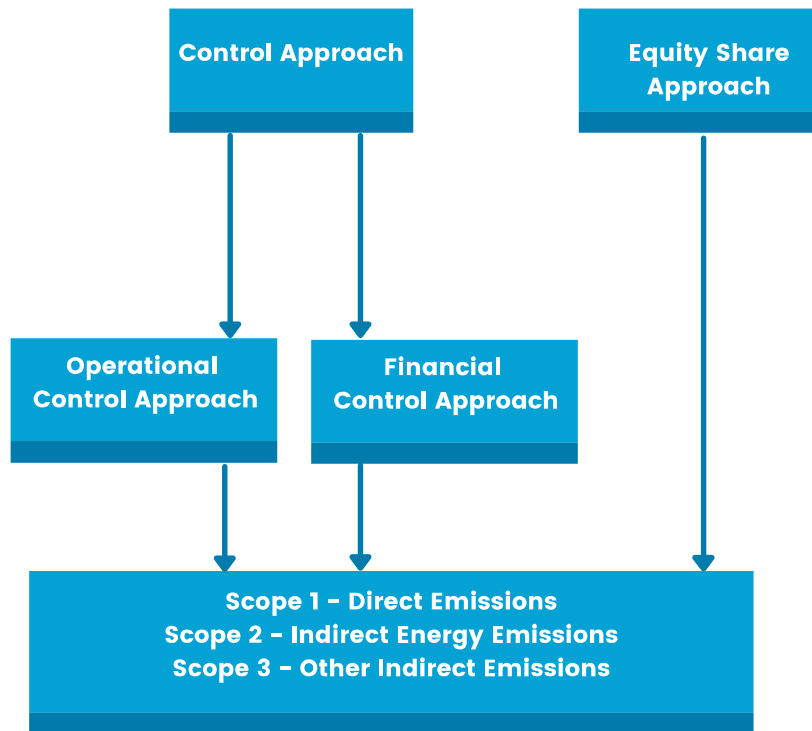 Control Approach
Equity Share
Approach
Operational
Control Approach
Financial
Control Approach
Scope 1 - Direct Emissions
Scope 2 - Indirect Energy Emissions
Scope 3 - Other Indirect Emissions